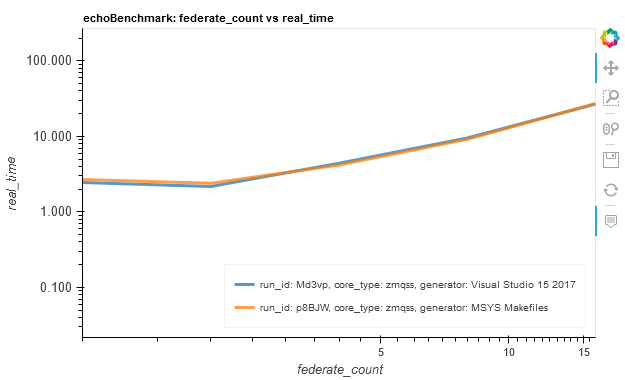 echoBenchmark: federate_count vs real_time
100.000
10.000
1.000
0.100
real_time
run_id: Md3vp, core_type: zmqss, generator: Visual Studio 15 2017
run_id: p8BJW, core_type: zmqss, generator: MSYS Makefiles
5
10
15
federate_count